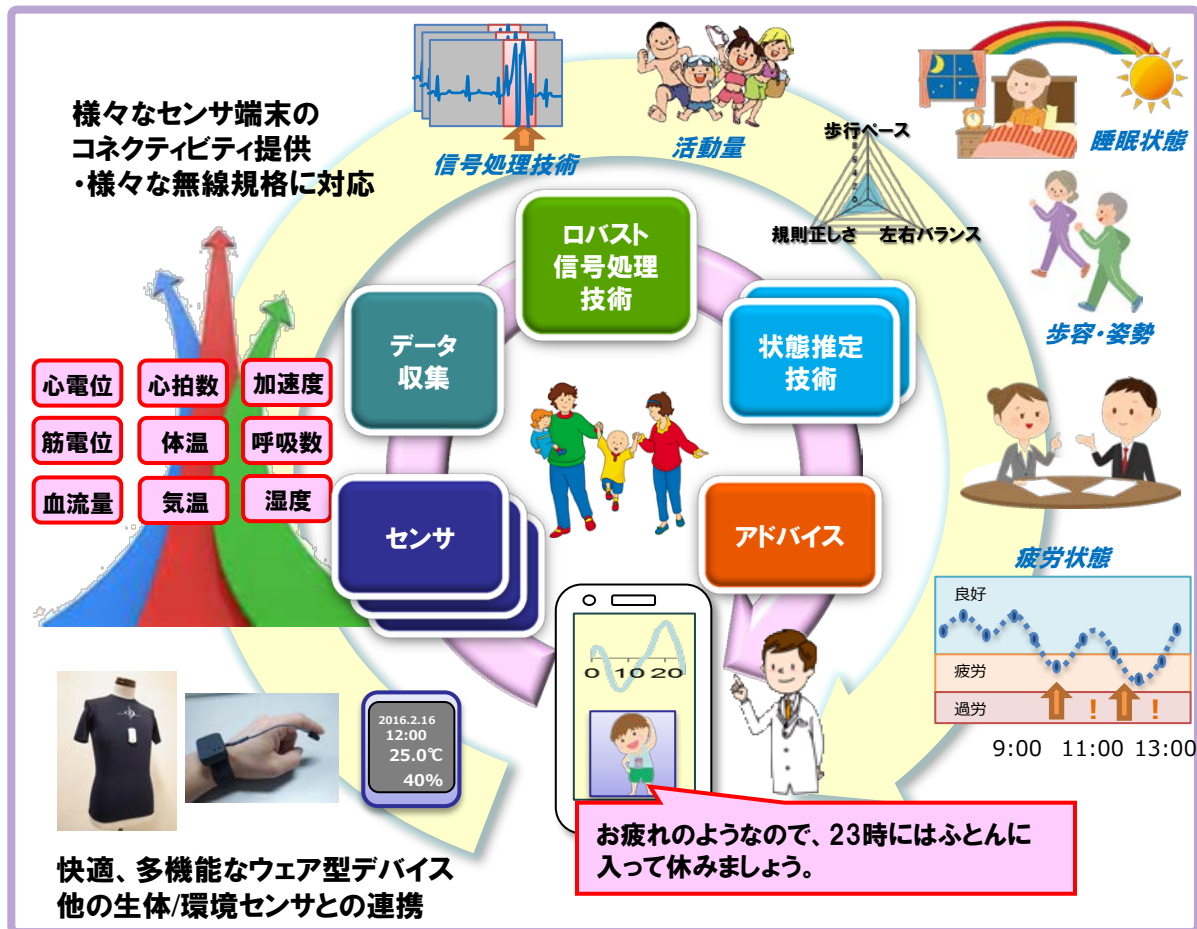 様々なセンサ端末の
コネクティビティ提供
・様々な無線規格に対応
信号処理技術
活動量
睡眠状態
歩行ペース
8
6
4
2
0
規則正しさ
左右バランス
歩容・姿勢
ロバスト
信号処理
技術
データ
収集
状態推定
技術
心電位
心拍数
加速度
筋電位
体温
呼吸数
血流量
気温
湿度
センサ
アドバイス
疲労状態
良好
疲労
過労
!
!
9:00 11:00 13:00
0 10 20
2016.2.16
12:00
25.0℃
40%
お疲れのようなので、23時にはふとんに
入って休みましょう。
快適、多機能なウェア型デバイス
他の生体/環境センサとの連携